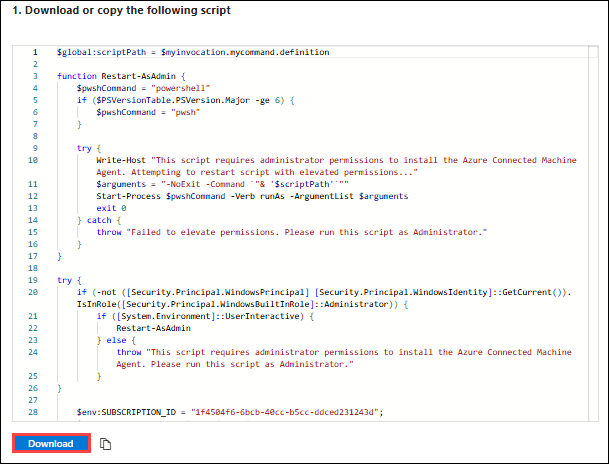 1. Download or copy the following script
1 $global:scriptPath = $myinvocation.mycommand.definition
2
3 function Restart-AsAdmin {
4 $pwshCommand = "powershell"
5 if ($PSVersionTable.PSVersion.Major -ge 6) {
6 $pwshCommand = "pwsh"
7 }
8
9 try {
10 Write-Host "This script requires administrator permissions to install the Azure Connected Machine
Agent. Attempting to restart script with elevated permissions..."
11 $arguments = "-NoExit -Command `"& '$scriptPath'`""
12 Start-Process $pwshCommand -Verb runAs -ArgumentList $arguments
13 exit 0
14 } catch {
15 throw "Failed to elevate permissions. Please run this script as Administrator."
16 }
17 }
18
19 try {
20 if (-not ([Security.Principal.WindowsPrincipal] [Security.Principal.WindowsIdentity]::GetCurrent()).
IsInRole([Security.Principal.WindowsBuiltInRole]::Administrator)) {
21 if ([System.Environment]::UserInteractive) {
22 Restart-AsAdmin
23 } else {
24 throw "This script requires administrator permissions to install the Azure Connected Machine
Agent. Please run this script as Administrator."
25 }
26 }
27
28 $env:SUBSCRIPTION_ID = "1f4504f6-6bcb-40cc-b5cc-ddced231243d";
Download